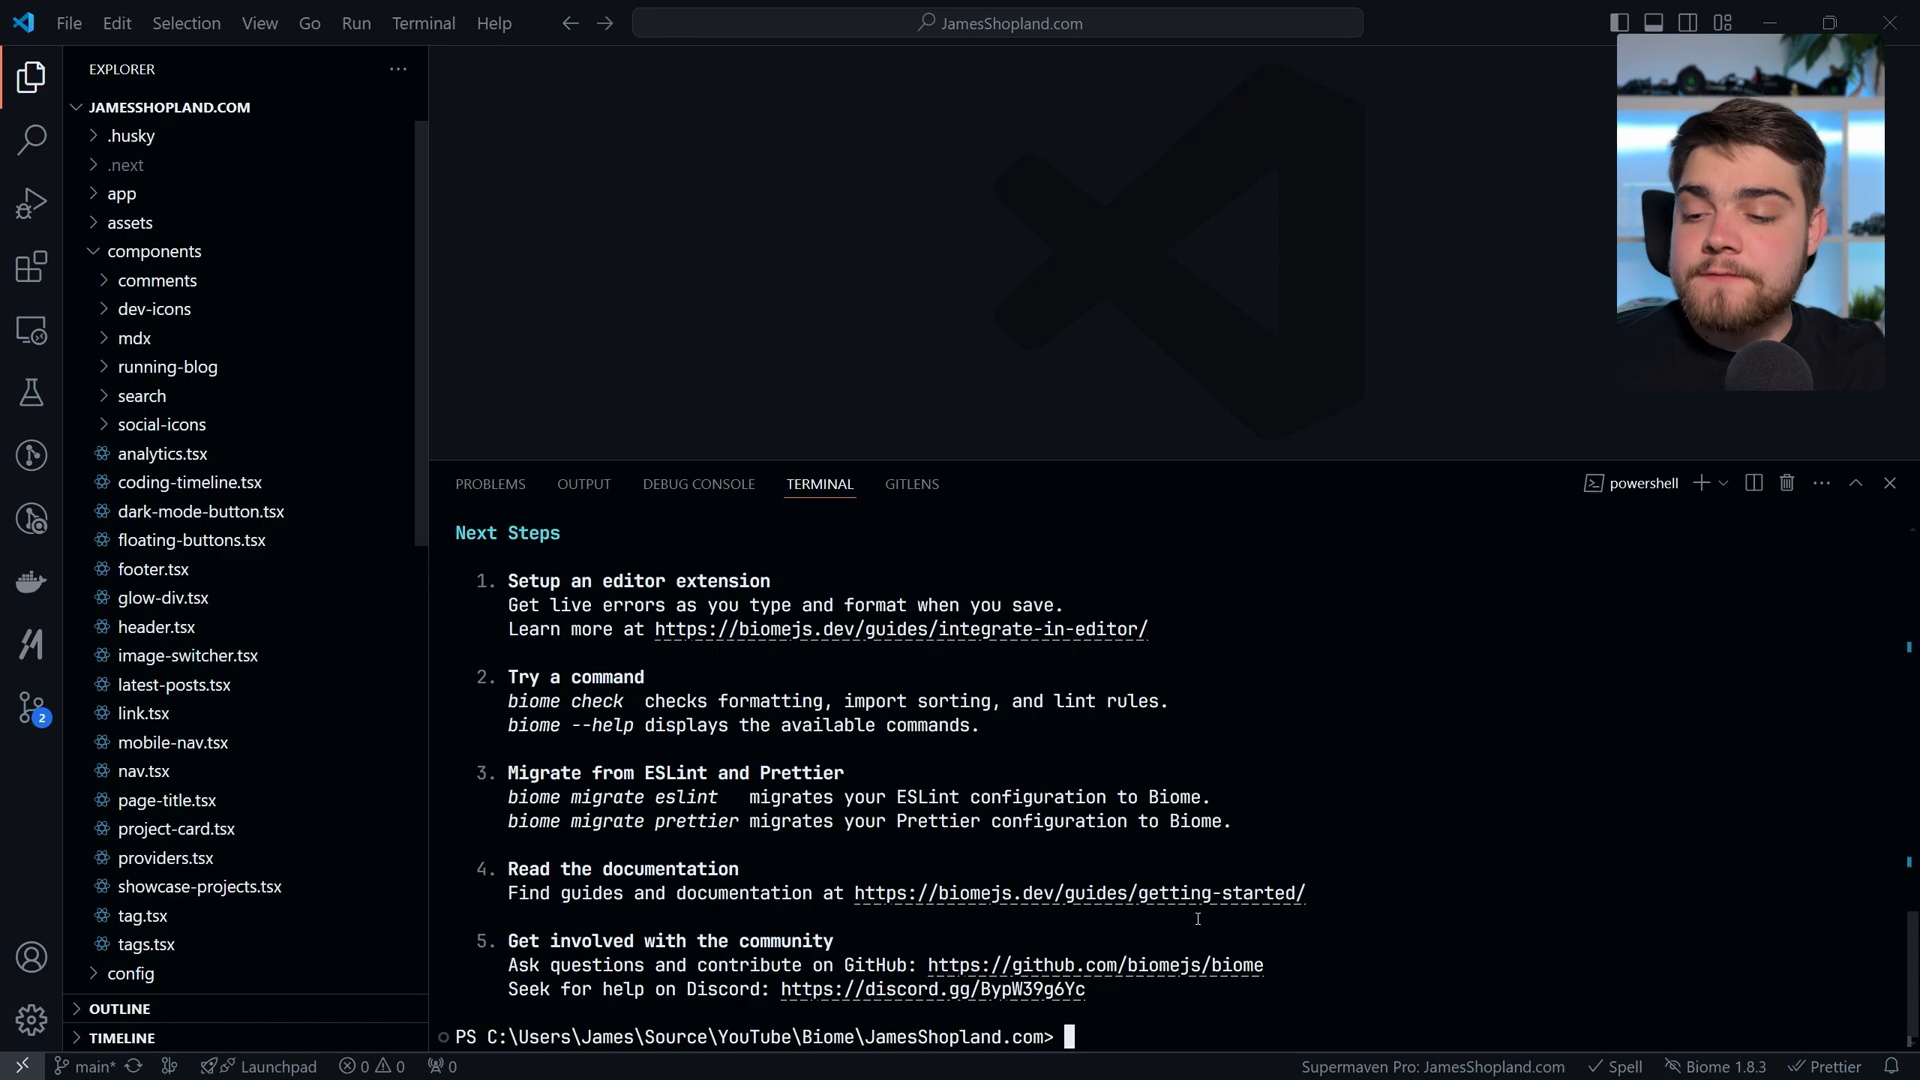 File Edit Selection View Go Run Terminal Help
JamesShopland.com
EXPLORER
JAMESSHOPLAND.COM
.husky
.next
app
assets
components
comments
dev-icons
mdx
running-blog
search
social-icons
analytics.tsx
coding-timeline.tsx
dark-mode-button.tsx
floating-buttons.tsx
footer.tsx
glow-div.tsx
header.tsx
image-switcher.tsx
latest-posts.tsx
link.tsx
mobile-nav.tsx
nav.tsx
page-title.tsx
project-card.tsx
providers.tsx
showcase-projects.tsx
tag.tsx
tags.tsx
config
OUTLINE
TIMELINE
2
PROBLEMS OUTPUT DEBUG CONSOLE TERMINAL GITLENS
powershell
Next Steps
1. Setup an editor extension
Get live errors as you type and format when you save.
Learn more at https://biomejs.dev/guides/integrate-in-editor/
2. Try a command
biome check checks formatting, import sorting, and lint rules.
biome --help displays the available commands.
3. Migrate from ESLint and Prettier
biome migrate eslint migrates your ESLint configuration to Biome.
biome migrate prettier migrates your Prettier configuration to Biome.
4. Read the documentation
Find guides and documentation at https://biomejs.dev/guides/getting-started/
5. Get involved with the community
Ask questions and contribute on GitHub: https://github.com/biomejs/biome
Seek for help on Discord: https://discord.gg/BypW39g6Yc
PS C:\Users\James\Source\YouTube\Biome\JamesShopland.com>
main* Launchpad 0 0 0
Supermaven Pro: JamesShopland.com Spell Biome 1.8.3 Prettier